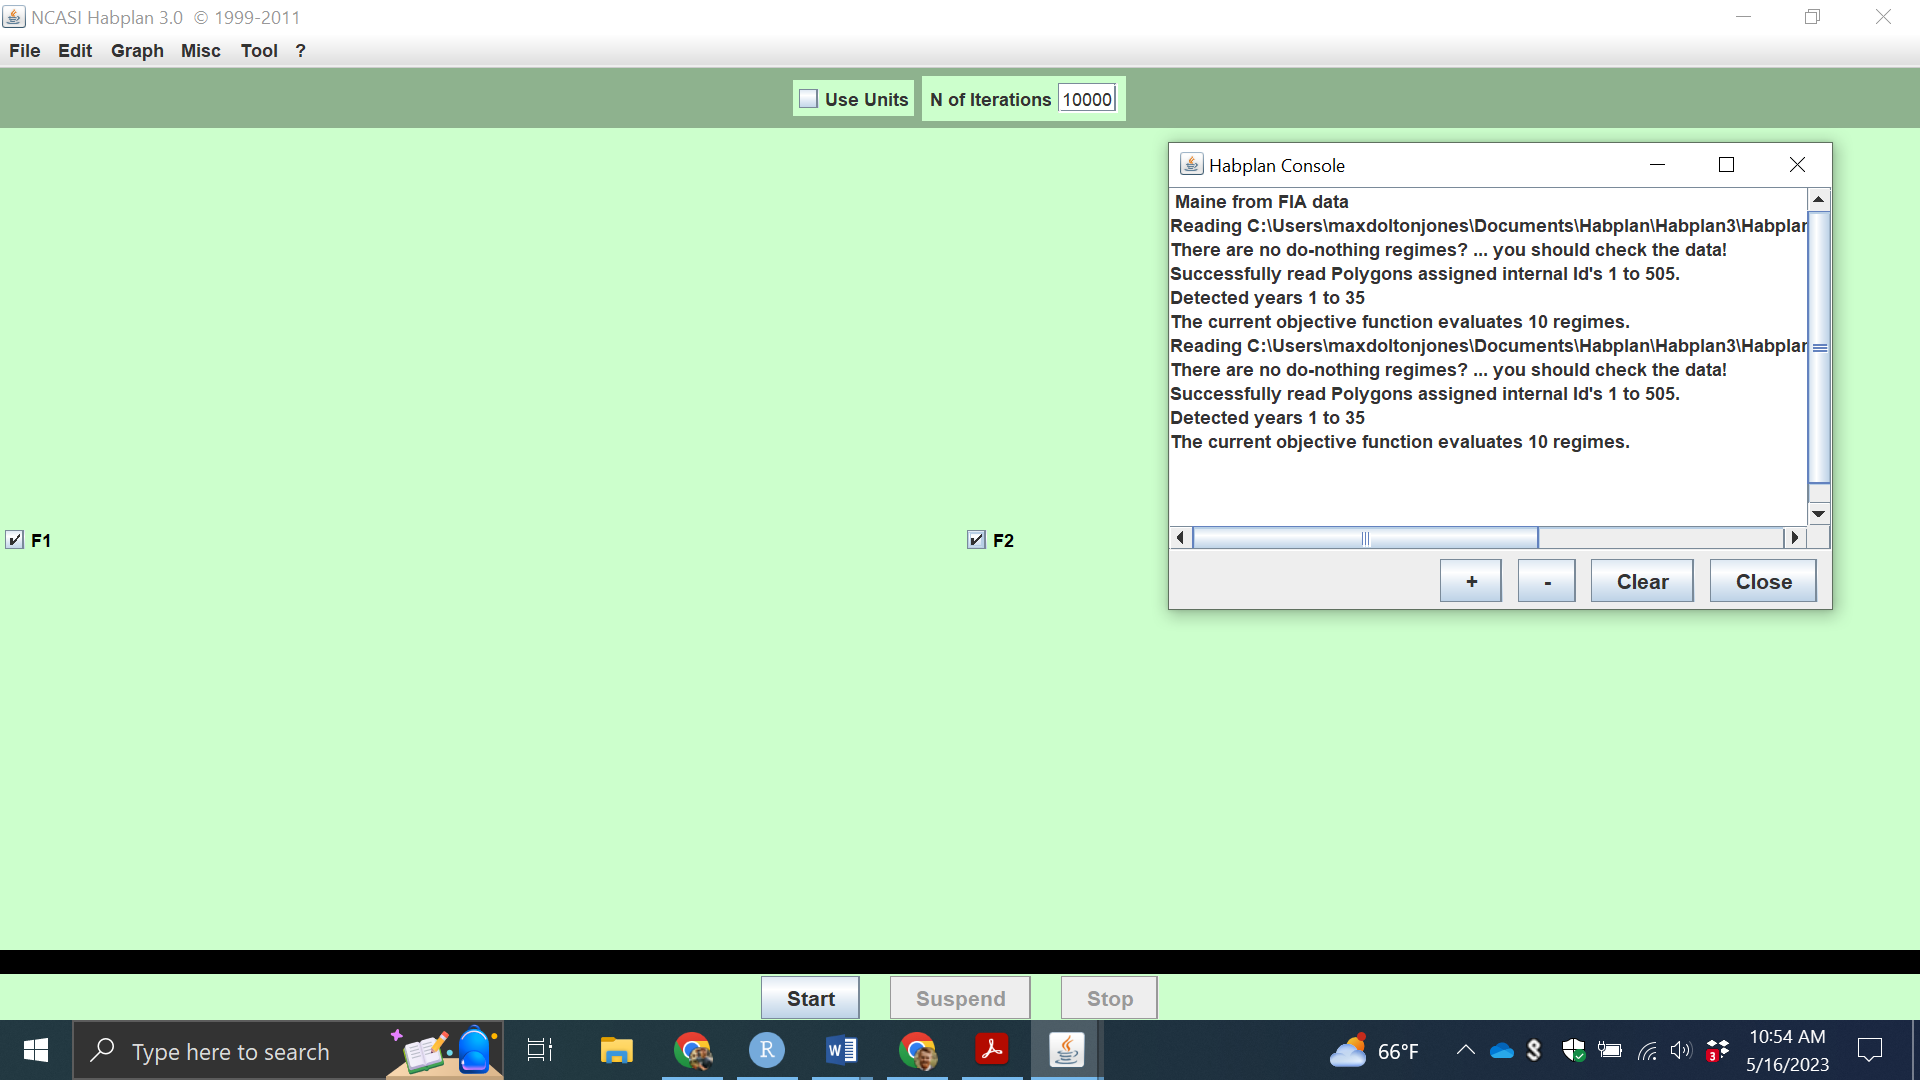 NCASI Habplan 3.0 © 1999-2011
File Edit Graph Misc Tool ?
Use Units N of Iterations 10000
Habplan Console
Maine from FIA data
Reading C:\Users\maxdoltonjones\Documents\Habplan\Habplan3\Habplan
There are no do-nothing regimes? ... you should check the data!
Successfully read Polygons assigned internal Id's 1 to 505.
Detected years 1 to 35
The current objective function evaluates 10 regimes.
Reading C:\Users\maxdoltonjones\Documents\Habplan\Habplan3\Habplan
There are no do-nothing regimes? ... you should check the data!
Successfully read Polygons assigned internal Id's 1 to 505.
Detected years 1 to 35
The current objective function evaluates 10 regimes.
F1 F2
+ - Clear Close
Start Suspend Stop
Type here to search
R
W
66°F
3
10:54 AM
5/16/2023